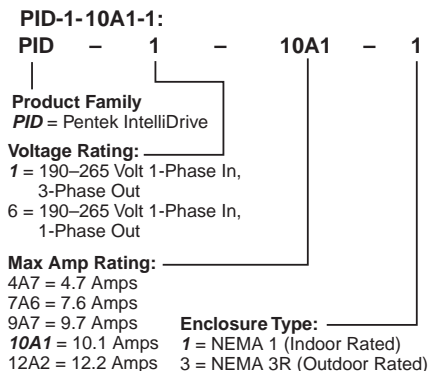 PID-1-10A1-1:
PID – 1 – 10A1 – 1
Product Family
PID = Pentek IntelliDrive
Voltage Rating:
1 = 190–265 Volt 1-Phase In,
3-Phase Out
6 = 190–265 Volt 1-Phase In,
1-Phase Out
Max Amp Rating:
4A7 = 4.7 Amps
7A6 = 7.6 Amps
9A7 = 9.7 Amps
10A1 = 10.1 Amps
12A2 = 12.2 Amps
Enclosure Type:
1 = NEMA 1 (Indoor Rated)
3 = NEMA 3R (Outdoor Rated)